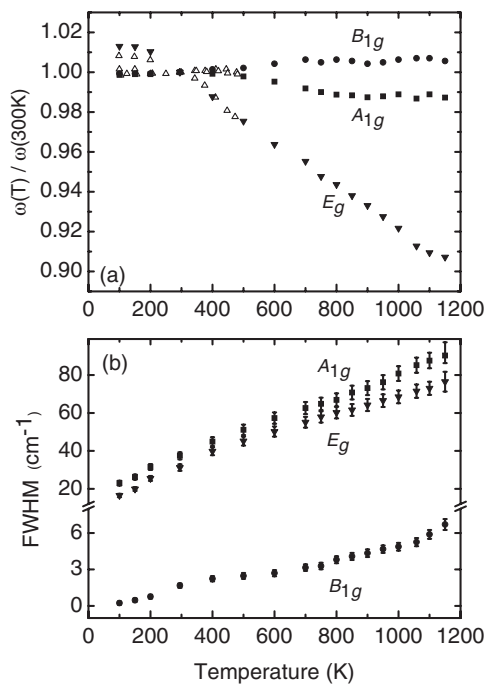 1.02
1.00
0.98
0.96
0.94
0.92
0.90
ω(T) / ω(300K)
B1g
A1g
Eg
(a)
0 200 400 600 800 1000 1200
(b)
80
60
40
20
6
3
0
FWHM (cm-1)
A1g
Eg
B1g
0 200 400 600 800 1000 1200
Temperature (K)